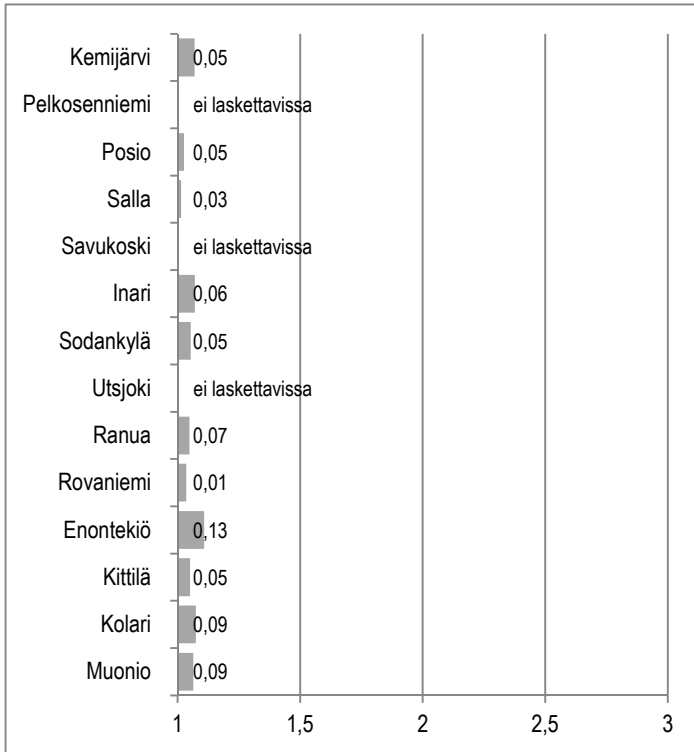 Kemijärvi 0,05
Pelkosenniemi ei laskettavissa
Posio 0,05
Salla 0,03
Savukoski ei laskettavissa
Inari 0,06
Sodankylä 0,05
Utsjoki ei laskettavissa
Ranua 0,07
Rovaniemi 0,01
Enontekiö 0,13
Kittilä 0,05
Kolari 0,09
Muonio 0,09
1 1,5 2 2,5 3